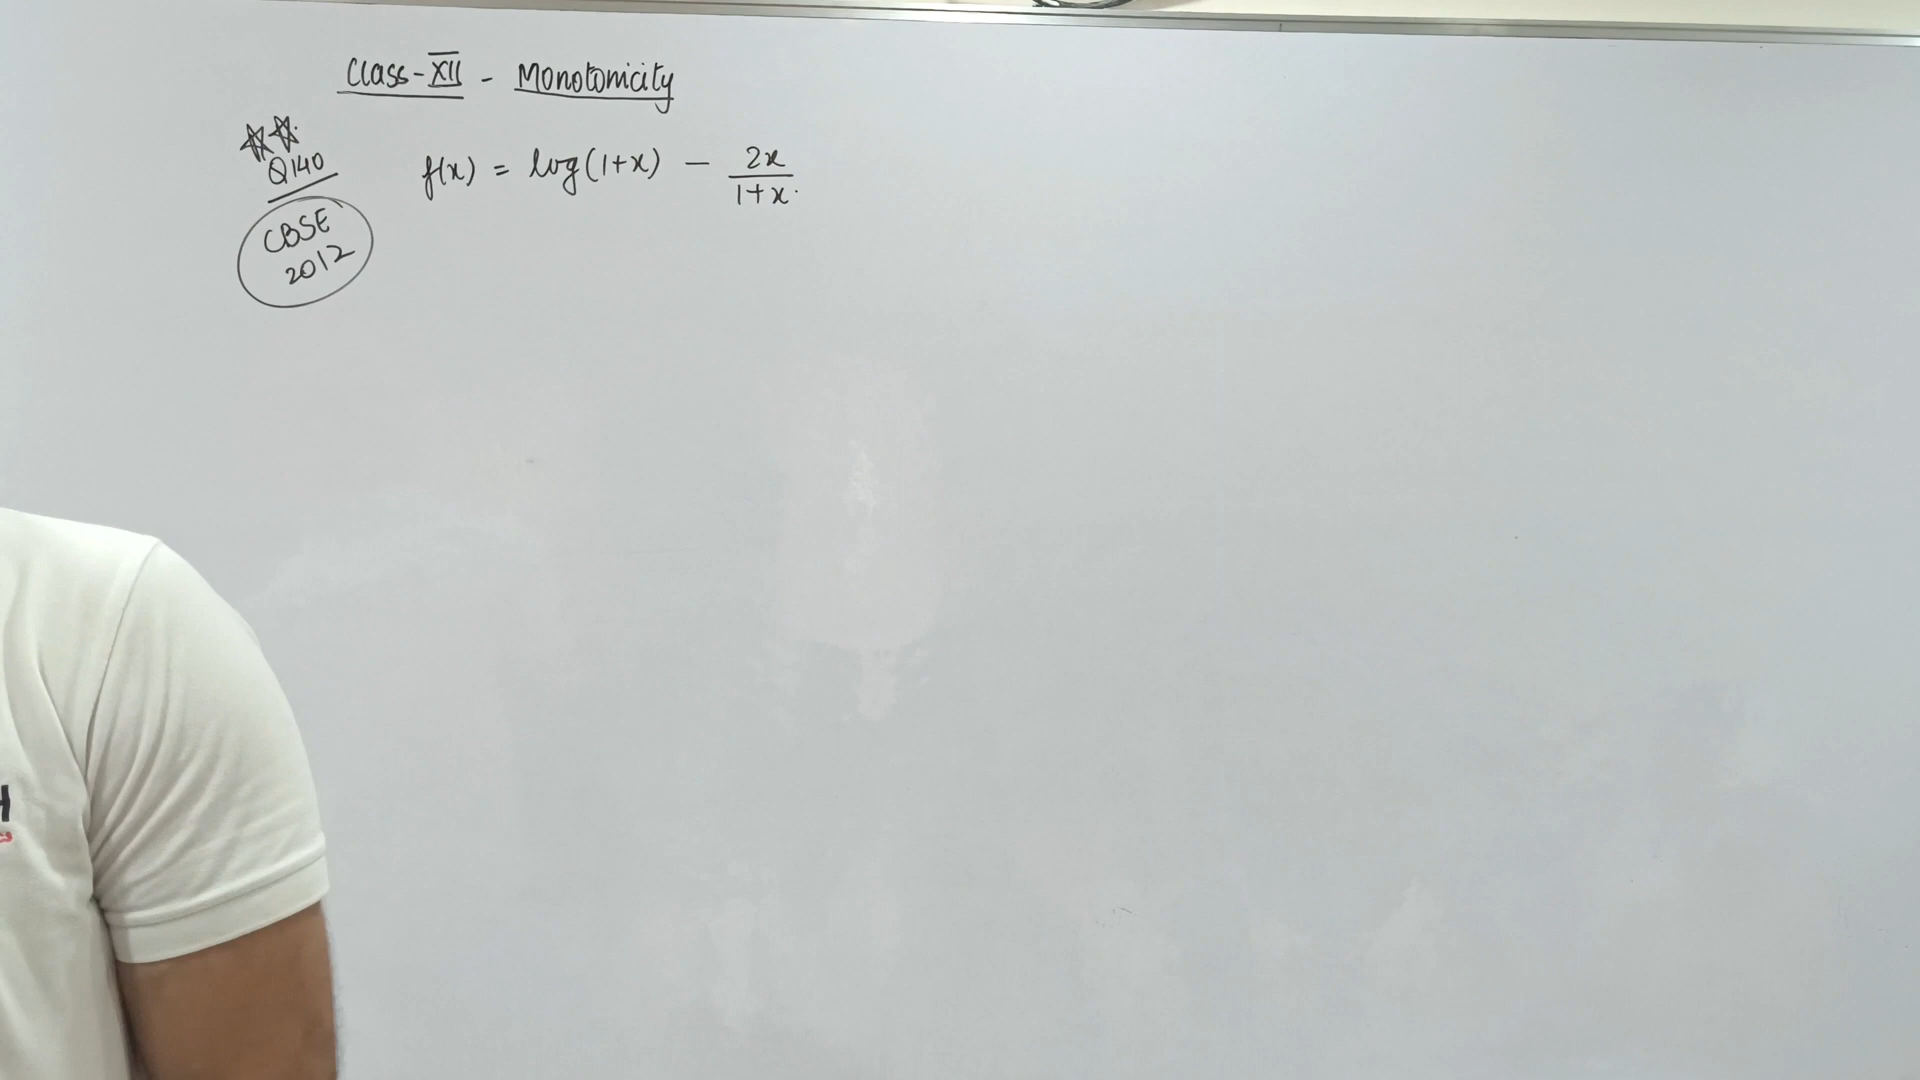 Class-XII - Monotonicity
Q140
f(x) = log(1+x) - 2x/1+x.
CBSE
2012
H